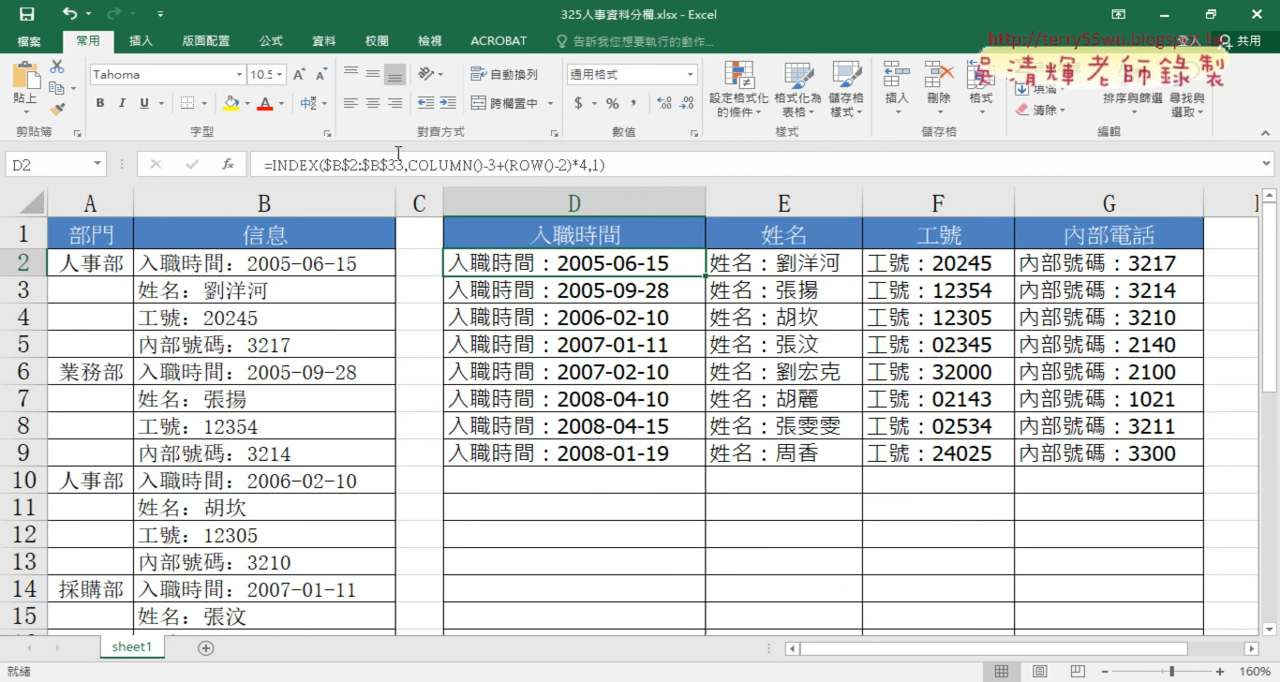 325人事資料分欄.xlsx - Excel
檔案 常用 插入 版面配置 公式 資料 校閱 檢視 ACROBAT 告訴我您想要執行的動作... 登入 共用
http://terry55wu.blogspot.tw
吳清輝老師錄製
貼上 Tahoma 10.5 自動換列 通用格式 設定格式化的條件 格式化為表格 儲存格樣式 插入 刪除 格式 填滿 清除 排序與篩選 尋找與選取
B I U 中 跨欄置中 $ % ,
剪貼簿 字型 對齊方式 數值 樣式 儲存格 編輯
D2 fx =INDEX($B$2:$B$33,COLUMN()-3+(ROW()-2)*4,1)
A B C D E F G
1 部門 信息 入職時間 姓名 工號 內部電話
2 人事部 入職時間：2005-06-15 入職時間：2005-06-15 姓名：劉洋河 工號：20245 內部號碼：3217
3 姓名：劉洋河 入職時間：2005-09-28 姓名：張揚 工號：12354 內部號碼：3214
4 工號：20245 入職時間：2006-02-10 姓名：胡坎 工號：12305 內部號碼：3210
5 內部號碼：3217 入職時間：2007-01-11 姓名：張汶 工號：02345 內部號碼：2140
6 業務部 入職時間：2005-09-28 入職時間：2007-02-10 姓名：劉宏克 工號：32000 內部號碼：2100
7 姓名：張揚 入職時間：2008-04-10 姓名：胡麗 工號：02143 內部號碼：1021
8 工號：12354 入職時間：2008-04-15 姓名：張雯雯 工號：02534 內部號碼：3211
9 內部號碼：3214 入職時間：2008-01-19 姓名：周香 工號：24025 內部號碼：3300
10 人事部 入職時間：2006-02-10
11 姓名：胡坎
12 工號：12305
13 內部號碼：3210
14 採購部 入職時間：2007-01-11
15 姓名：張汶
sheet1
就緒 160%